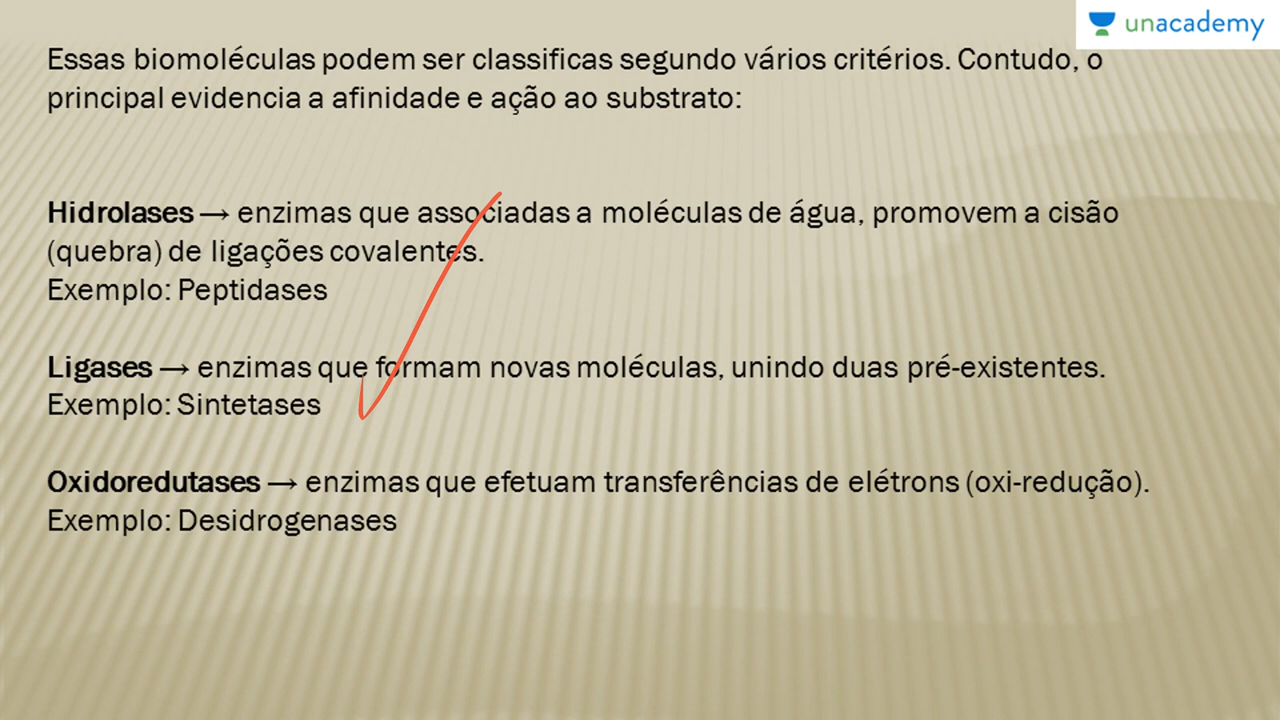 unacademy
Essas biomoléculas podem ser classificas segundo vários critérios. Contudo, o
principal evidencia a afinidade e ação ao substrato:
Hidrolases → enzimas que associadas a moléculas de água, promovem a cisão
(quebra) de ligações covalentes.
Exemplo: Peptidases
Ligases → enzimas que formam novas moléculas, unindo duas pré-existentes.
Exemplo: Sintetases
Oxidoredutases → enzimas que efetuam transferências de elétrons (oxi-redução).
Exemplo: Desidrogenases